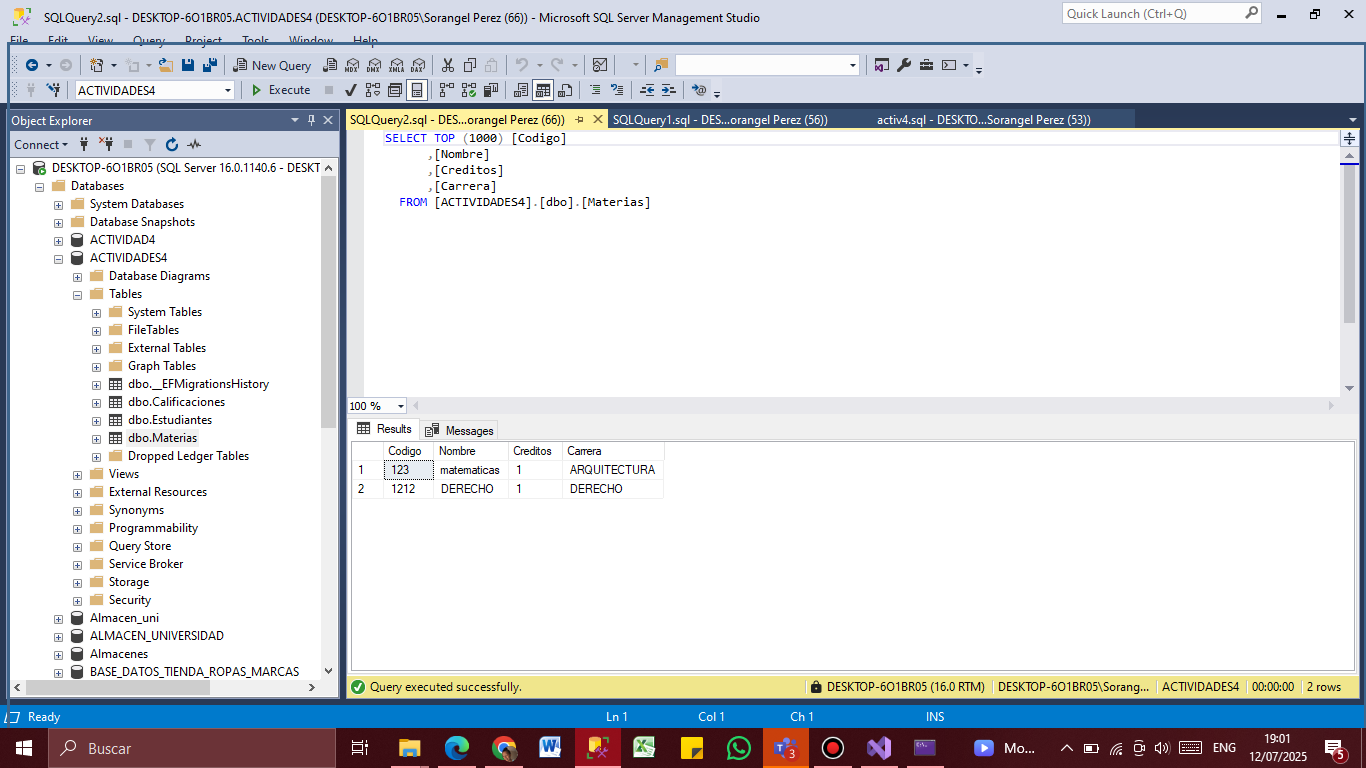 SQLQuery2.sql - DESKTOP-6O1BR05.ACTIVIDADES4 (DESKTOP-6O1BR05\Sorangel Perez (66)) - Microsoft SQL Server Management Studio
Quick Launch (Ctrl+Q)
File Edit View Query Project Tools Window Help
New Query MDX DMX XMLA DAX
ACTIVIDADES4 Execute
Object Explorer
SQLQuery2.sql - DES...orangel Perez (66)) SQLQuery1.sql - DES...orangel Perez (56)) activ4.sql - DESKTO...Sorangel Perez (53))
Connect
DESKTOP-6O1BR05 (SQL Server 16.0.1140.6 - DESKT
Databases
System Databases
Database Snapshots
ACTIVIDAD4
ACTIVIDADES4
Database Diagrams
Tables
System Tables
FileTables
External Tables
Graph Tables
dbo.__EFMigrationsHistory
dbo.Calificaciones
dbo.Estudiantes
dbo.Materias
Dropped Ledger Tables
Views
External Resources
Synonyms
Programmability
Query Store
Service Broker
Storage
Security
Almacen_uni
ALMACEN_UNIVERSIDAD
Almacenes
BASE_DATOS_TIENDA_ROPAS_MARCAS
SELECT TOP (1000) [Codigo]
,[Nombre]
,[Creditos]
,[Carrera]
FROM [ACTIVIDADES4].[dbo].[Materias]
100 %
Results Messages
Codigo Nombre Creditos Carrera
1 123 matematicas 1 ARQUITECTURA
2 1212 DERECHO 1 DERECHO
Query executed successfully. DESKTOP-6O1BR05 (16.0 RTM) DESKTOP-6O1BR05\Sorang... ACTIVIDADES4 00:00:00 2 rows
Ready Ln 1 Col 1 Ch 1 INS
Buscar 3 Mo... ENG 19:01
12/07/2025 5